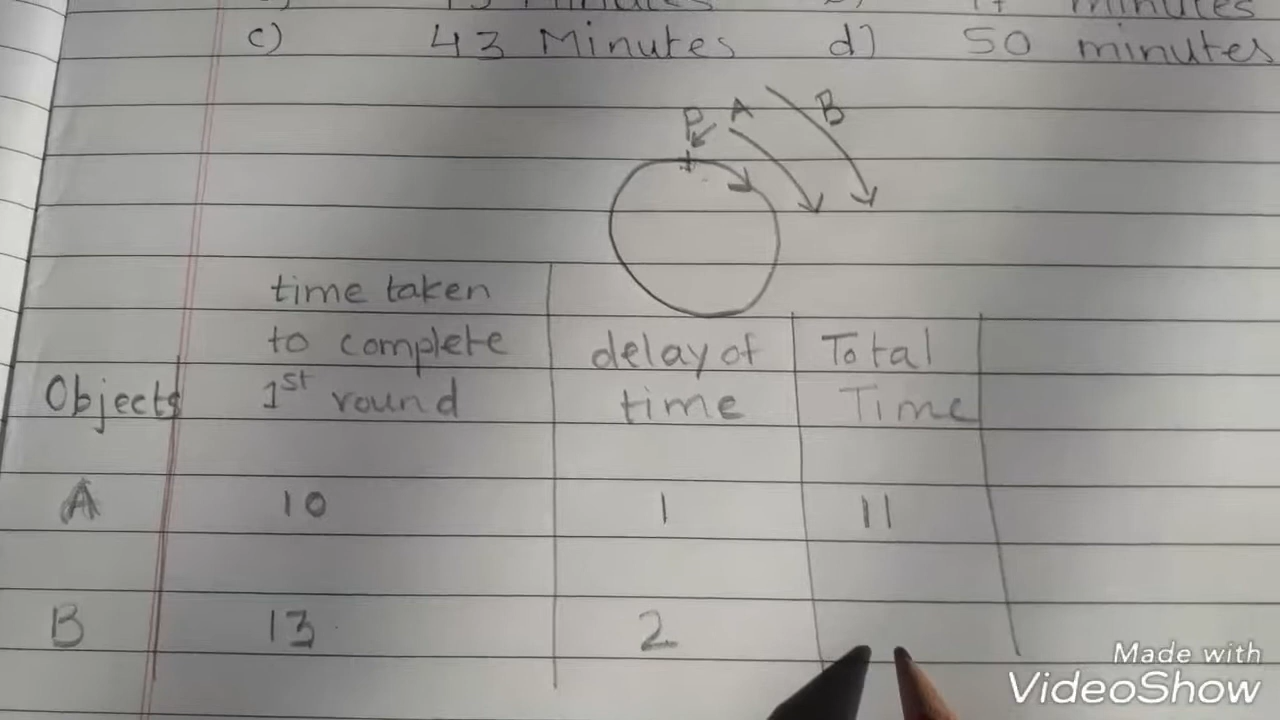 c) 43 Minutes d) 50 minutes
P A B
time taken
to complete delay of Total
Objects 1st round time Time
A 10 1 11
B 13 2
Made with
VideoShow